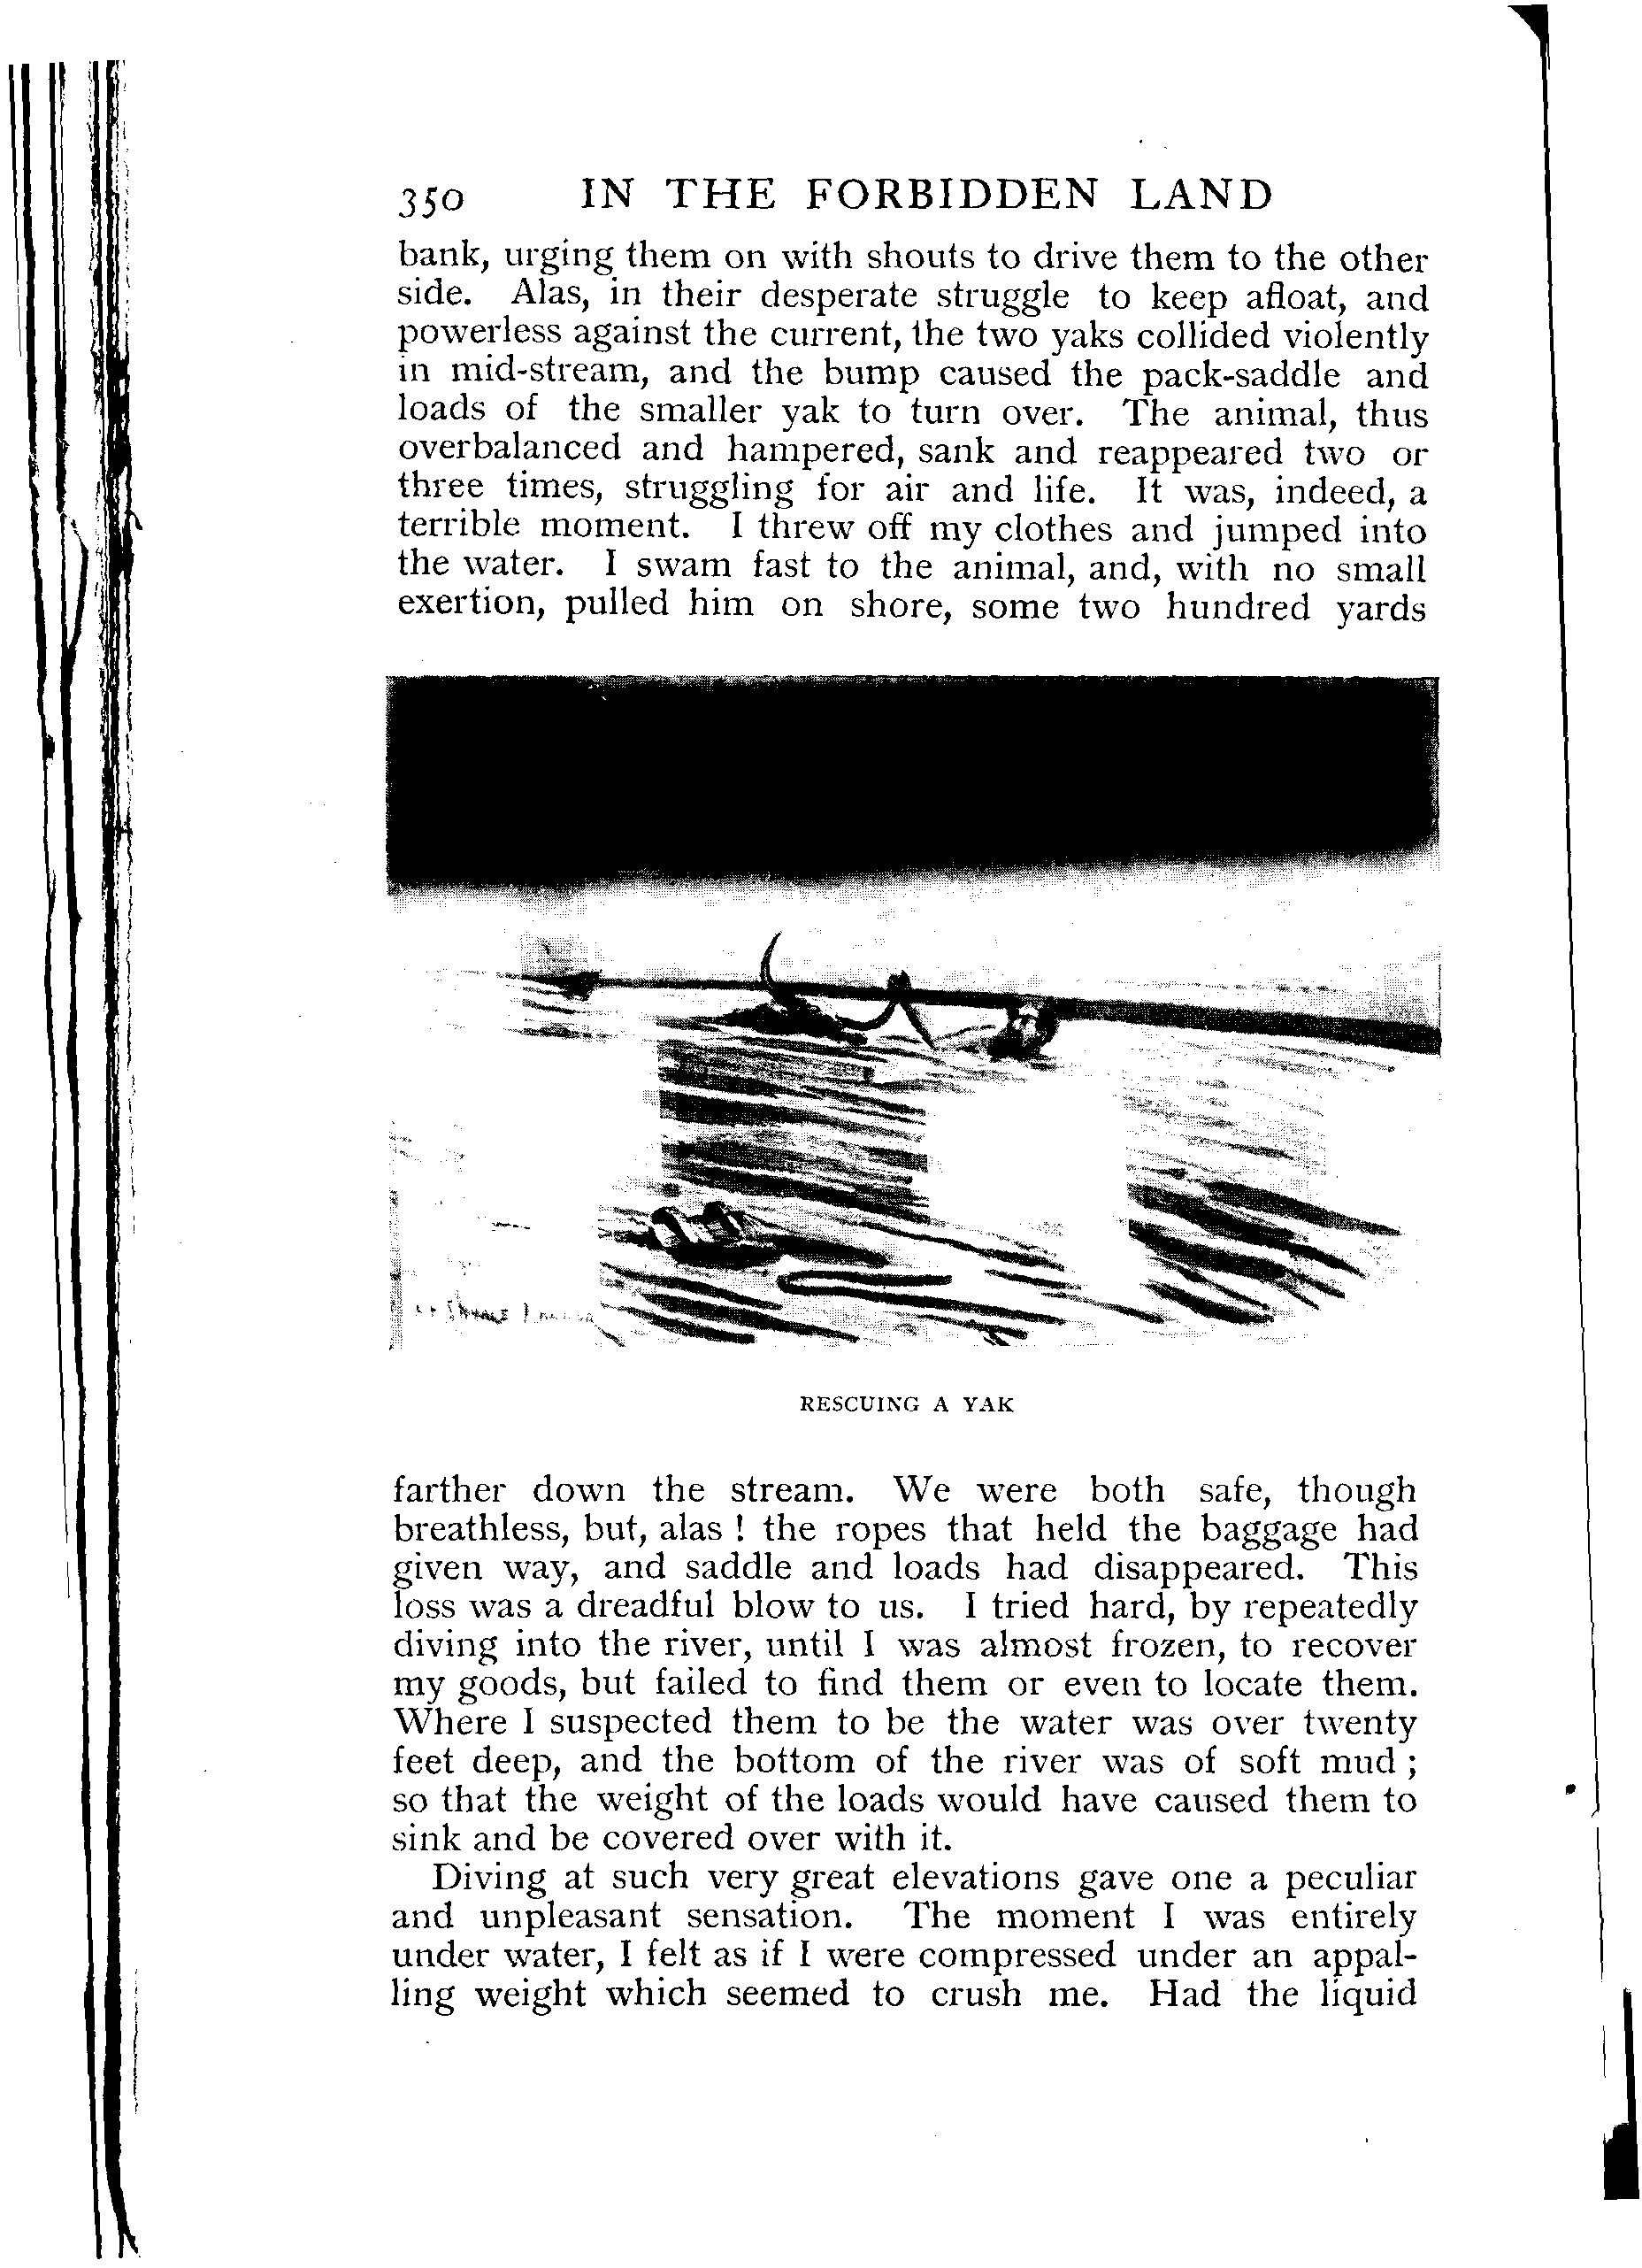 350 IN THE FORBIDDEN LAND
bank, urging them on with shouts to drive them to the other
side. Alas, in their desperate struggle to keep afloat, and
powerless against the current, the two yaks collided violently
in mid-stream, and the bump caused the pack-saddle and
loads of the smaller yak to turn over. The animal, thus
overbalanced and hampered, sank and reappeared two or
three times, struggling for air and life. It was, indeed, a
terrible moment. I threw off my clothes and jumped into
the water. I swam fast to the animal, and, with no small
exertion, pulled him on shore, some two hundred yards
RESCUING A YAK
farther down the stream. We were both safe, though
breathless, but, alas ! the ropes that held the baggage had
given way, and saddle and loads had disappeared. This
loss was a dreadful blow to us. I tried hard, by repeatedly
diving into the river, until I was almost frozen, to recover
my goods, but failed to find them or even to locate them.
Where I suspected them to be the water was over twenty
feet deep, and the bottom of the river was of soft mud ;
so that the weight of the loads would have caused them to
sink and be covered over with it.
Diving at such very great elevations gave one a peculiar
and unpleasant sensation. The moment I was entirely
under water, I felt as if I were compressed under an appal-
ling weight which seemed to crush me. Had the liquid